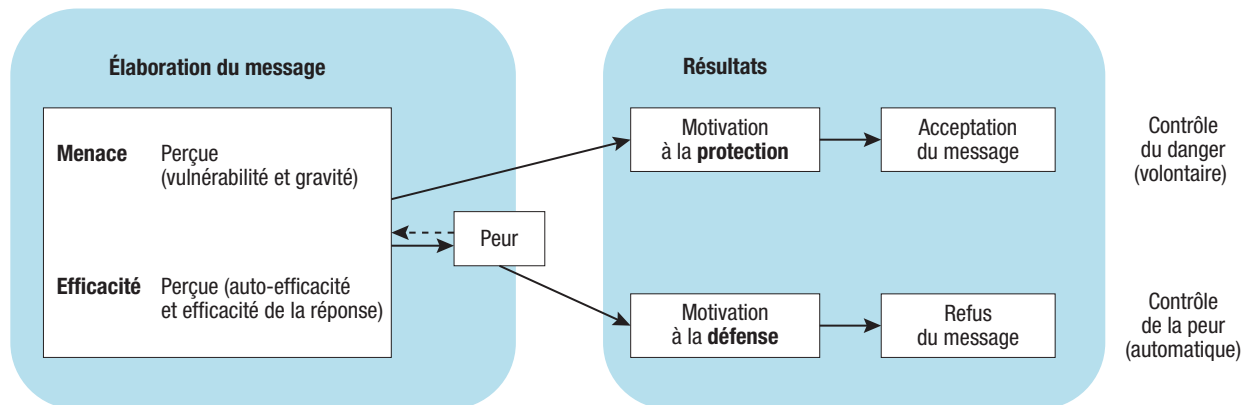 Élaboration du message
Menace Perçue
(vulnérabilité et gravité)
Efficacité Perçue (auto-efficacité
et efficacité de la réponse)
Peur
Résultats
Motivation
à la protection
Acceptation
du message
Contrôle
du danger
(volontaire)
Motivation
à la défense
Refus
du message
Contrôle
de la peur
(automatique)